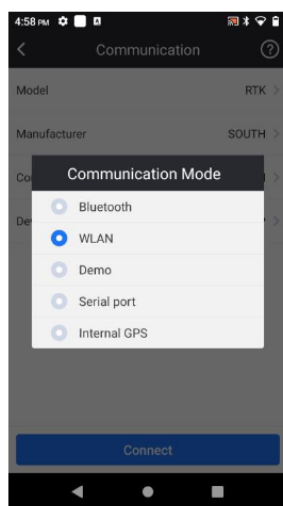 4:58 PM
Communication
Model RTK
Manufacturer SOUTH
Communication Mode
Bluetooth
WLAN
Demo
Serial port
Internal GPS
Connect